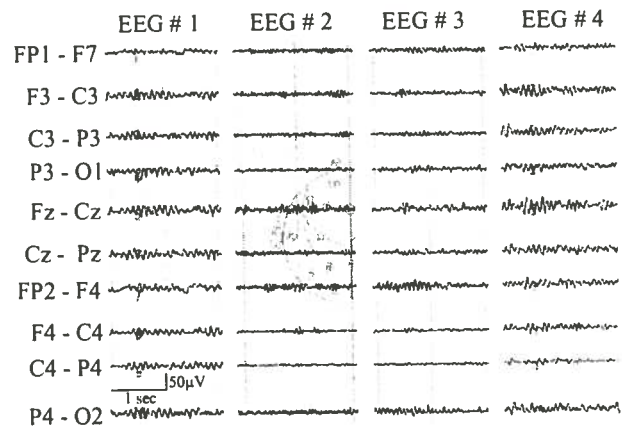 EEG # 1 EEG # 2 EEG # 3 EEG # 4
FP1 - F7
F3 - C3
C3 - P3
P3 - O1
Fz - Cz
Cz - Pz
FP2 - F4
F4 - C4
C4 - P4
50µV
1 sec
P4 - O2